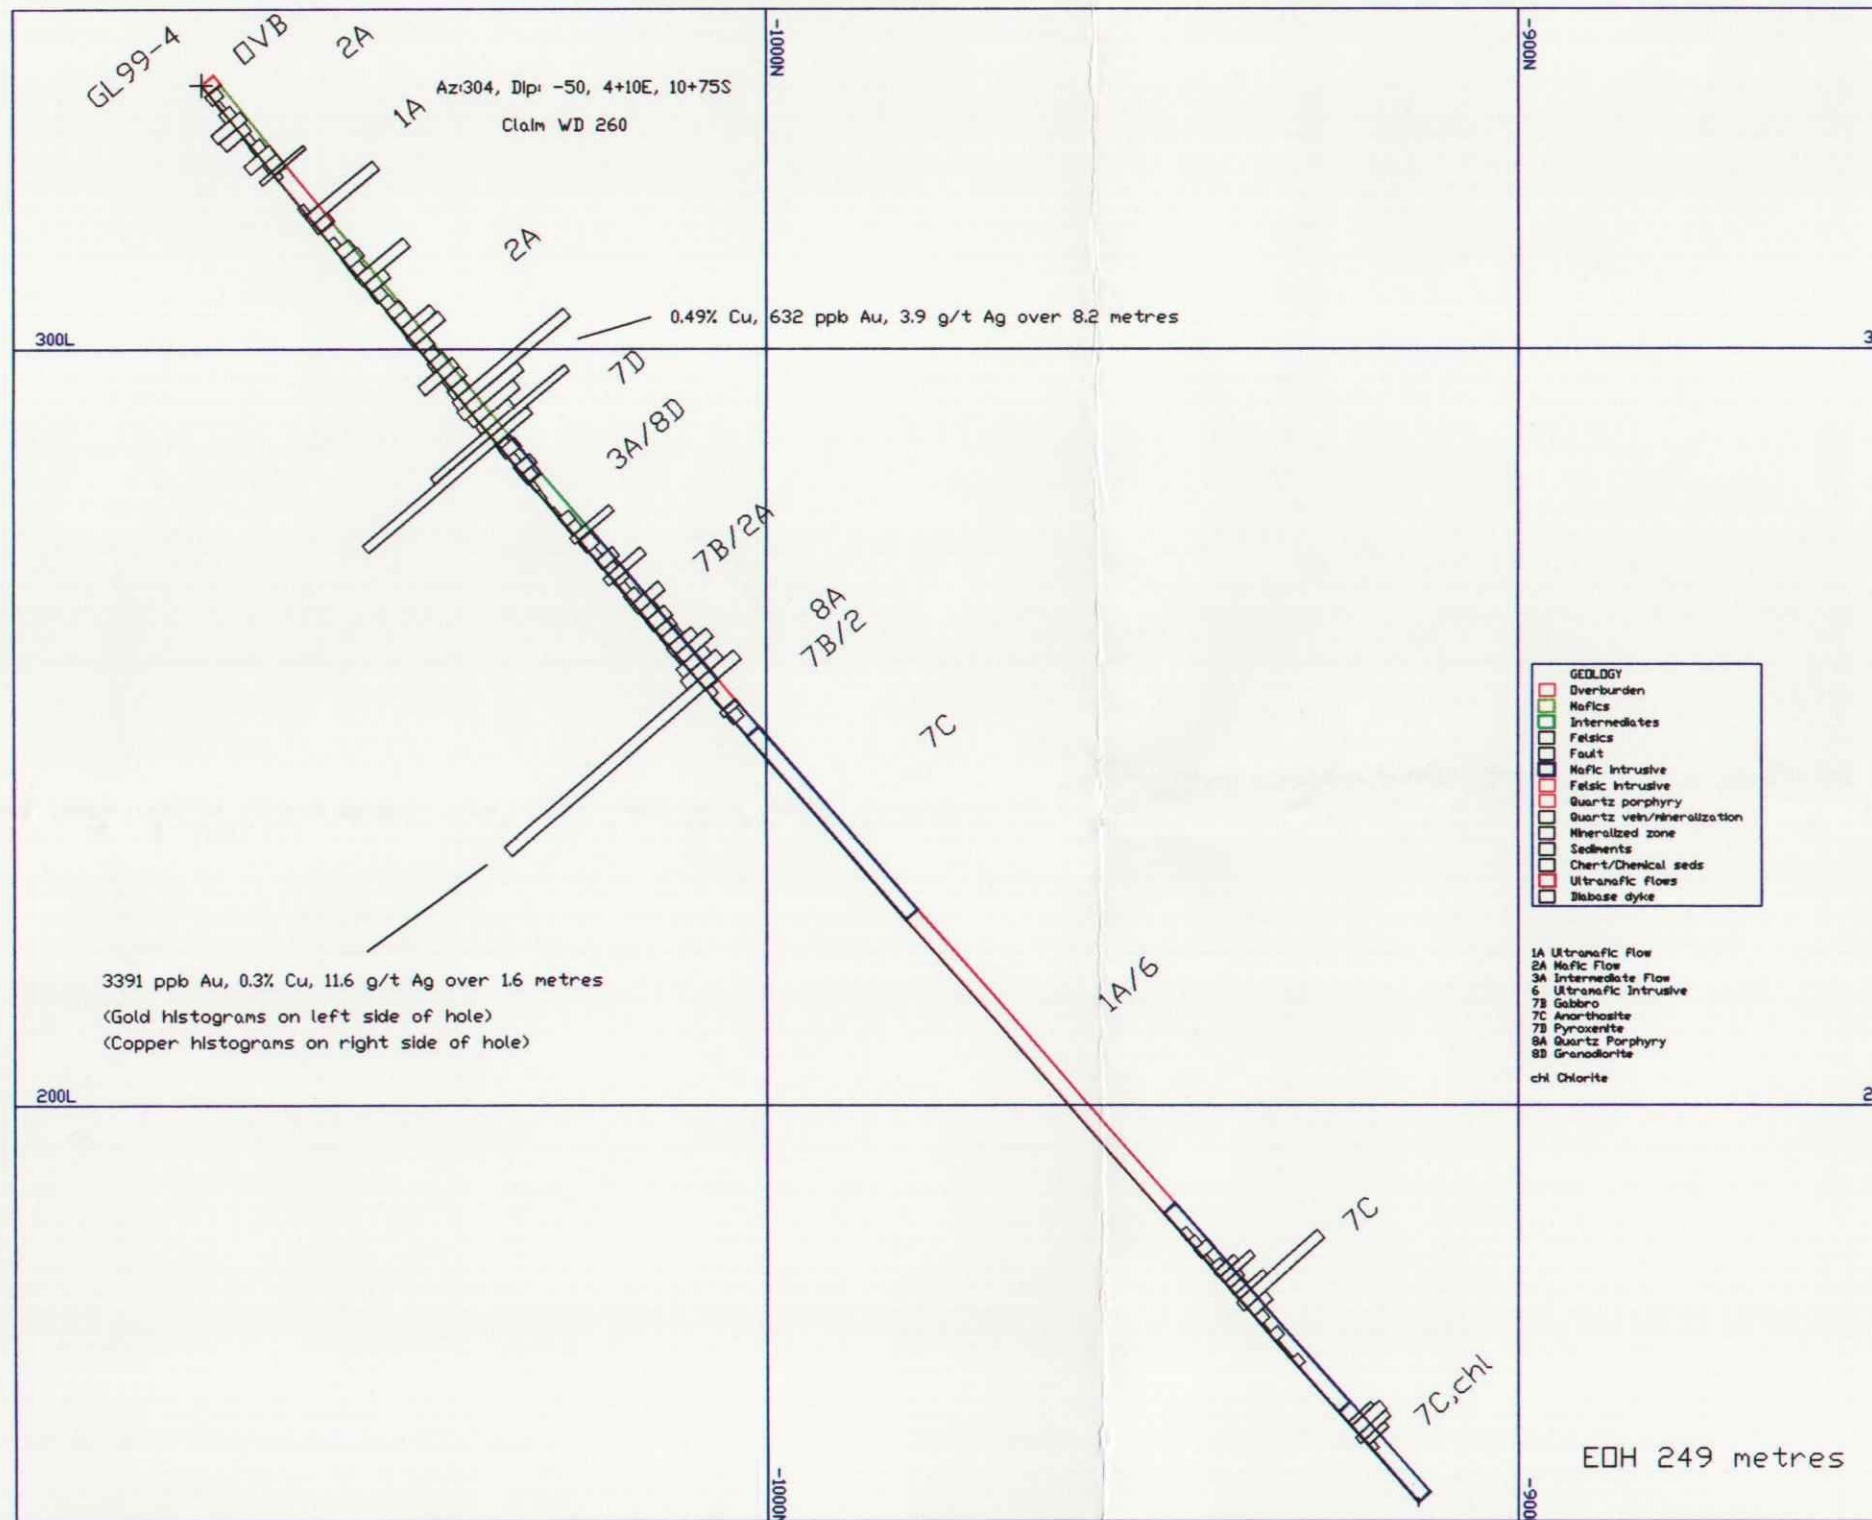 GL99-4
OVB
2A
-1000N
-900N
Az:304, Dip: -50, 4+10E, 10+75S
1A
Claim WD 260
2A
0.49% Cu, 632 ppb Au, 3.9 g/t Ag over 8.2 metres
300L
3
7D
3A/8D
7B/2A
8A
7B/2
7C
GEOLOGY
Overburden
Mafics
Intermediates
Felsics
Fault
Mafic Intrusive
Felsic Intrusive
Quartz porphyry
Quartz vein/mineralization
Mineralized zone
Sediments
Chert/Chemical seds
Ultramafic flows
Diabase dyke
1A Ultramafic flow
2A Mafic Flow
3A Intermediate Flow
6 Ultramafic Intrusive
7B Gabbro
7C Anorthosite
7D Pyroxenite
8A Quartz Porphyry
8D Granodiorite
chl Chlorite
3391 ppb Au, 0.3% Cu, 11.6 g/t Ag over 1.6 metres
(Gold histograms on left side of hole)
(Copper histograms on right side of hole)
1A/6
200L
2
7C
7C,chl
EOH 249 metres
-1000N
-900